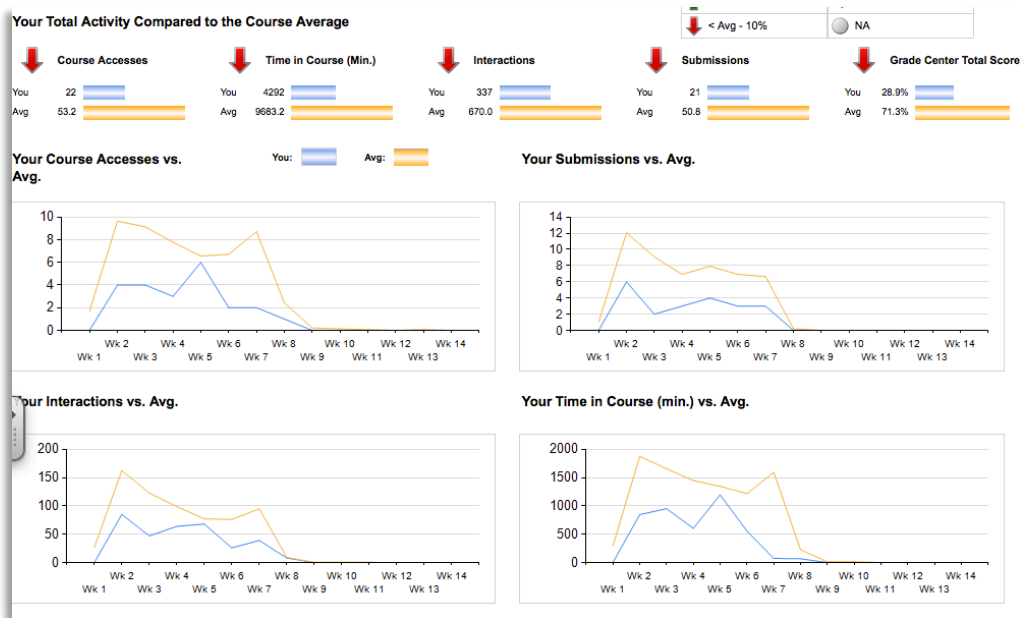 Your Total Activity Compared to the Course Average
< Avg - 10% NA
Course Accesses Time in Course (Min.) Interactions Submissions Grade Center Total Score
You 22 You 4292 You 337 You 21 You 28.9%
Avg 53.2 Avg 9683.2 Avg 670.0 Avg 50.8 Avg 71.3%
Your Course Accesses vs.
Avg.
You: Avg:
Your Submissions vs. Avg.
10
8
6
4
2
0
Wk 2 Wk 4 Wk 6 Wk 8 Wk 10 Wk 12 Wk 14
Wk 1 Wk 3 Wk 5 Wk 7 Wk 9 Wk 11 Wk 13
14
12
10
8
6
4
2
0
Wk 2 Wk 4 Wk 6 Wk 8 Wk 10 Wk 12 Wk 14
Wk 1 Wk 3 Wk 5 Wk 7 Wk 9 Wk 11 Wk 13
Your Interactions vs. Avg.
Your Time in Course (min.) vs. Avg.
200
150
100
50
0
Wk 2 Wk 4 Wk 6 Wk 8 Wk 10 Wk 12 Wk 14
Wk 1 Wk 3 Wk 5 Wk 7 Wk 9 Wk 11 Wk 13
2000
1500
1000
500
0
Wk 2 Wk 4 Wk 6 Wk 8 Wk 10 Wk 12 Wk 14
Wk 1 Wk 3 Wk 5 Wk 7 Wk 9 Wk 11 Wk 13